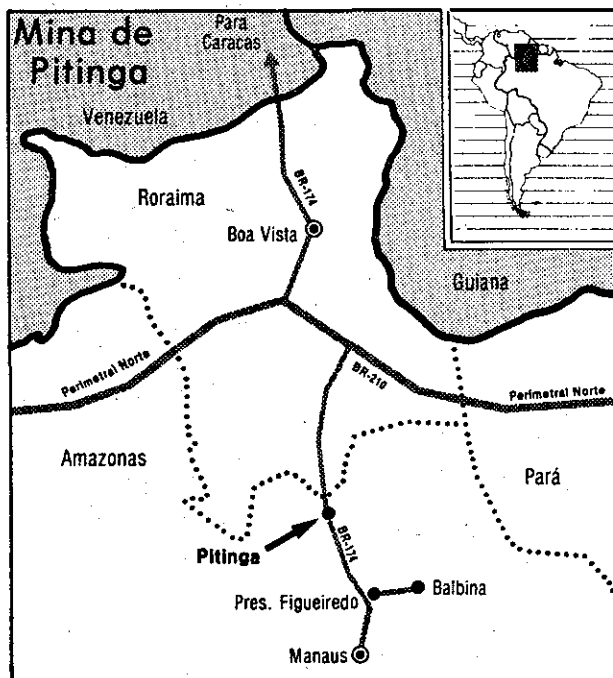 Mina de
Pitinga
Para
Caracas
Venezuela
Roraima
BR-174
Boa Vista
Guiana
Perimetral Norte
BR-210
Perimetral Norte
Amazonas
Pará
Pitinga
BR-174
Pres. Figueiredo
Balbina
Manaus